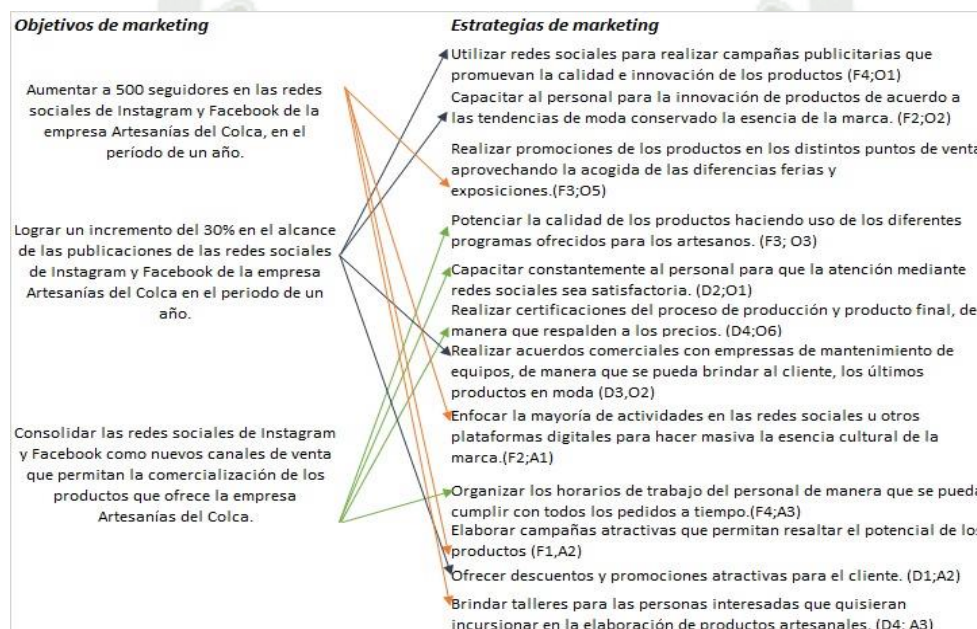 Objetivos de marketing
Aumentar a 500 seguidores en las redes
sociales de Instagram y Facebook de la
empresa Artesanías del Colca, en el
período de un año.
Lograr un incremento del 30% en el alcance
de las publicaciones de las redes sociales
de Instagram y Facebook de la empresa
Artesanías del Colca en el periodo de un
año.
Consolidar las redes sociales de Instagram
y Facebook como nuevos canales de venta
que permitan la comercialización de los
productos que ofrece la empresa
Artesanías del Colca.
Estrategias de marketing
Utilizar redes sociales para realizar campañas publicitarias que
promuevan la calidad e innovación de los productos (F4;O1)
Capacitar al personal para la innovación de productos de acuerdo a
las tendencias de moda conservado la esencia de la marca. (F2;O2)
Realizar promociones de los productos en los distintos puntos de venta
aprovechando la acogida de las diferencias ferias y
exposiciones.(F3;O5)
Potenciar la calidad de los productos haciendo uso de los diferentes
programas ofrecidos para los artesanos. (F3; O3)
Capacitar constantemente al personal para que la atención mediante
redes sociales sea satisfactoria. (D2;O1)
Realizar certificaciones del proceso de producción y producto final, de
manera que respalden a los precios. (D4;O6)
Realizar acuerdos comerciales con empressas de mantenimiento de
equipos, de manera que se pueda brindar al cliente, los últimos
productos en moda (D3,O2)
Enfocar la mayoría de actividades en las redes sociales u otros
plataformas digitales para hacer masiva la esencia cultural de la
marca.(F2;A1)
Organizar los horarios de trabajo del personal de manera que se pueda
cumplir con todos los pedidos a tiempo.(F4;A3)
Elaborar campañas atractivas que permitan resaltar el potencial de los
productos (F1,A2)
Ofrecer descuentos y promociones atractivas para el cliente. (D1;A2)
Brindar talleres para las personas interesadas que quisieran
incursionar en la elaboración de productos artesanales. (D4; A3)